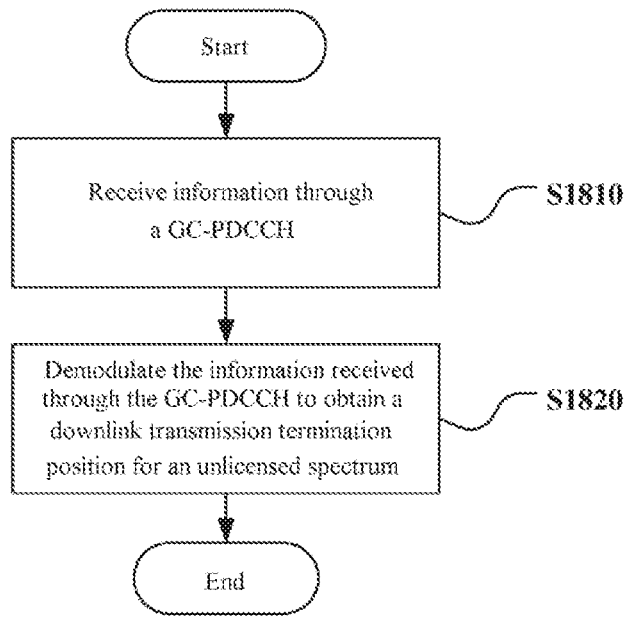 Start
Receive information through
a GC-PDCCH
S1810
Demodulate the information received
through the GC-PDCCH to obtain a
downlink transmission termination
position for an unlicensed spectrum
S1820
End